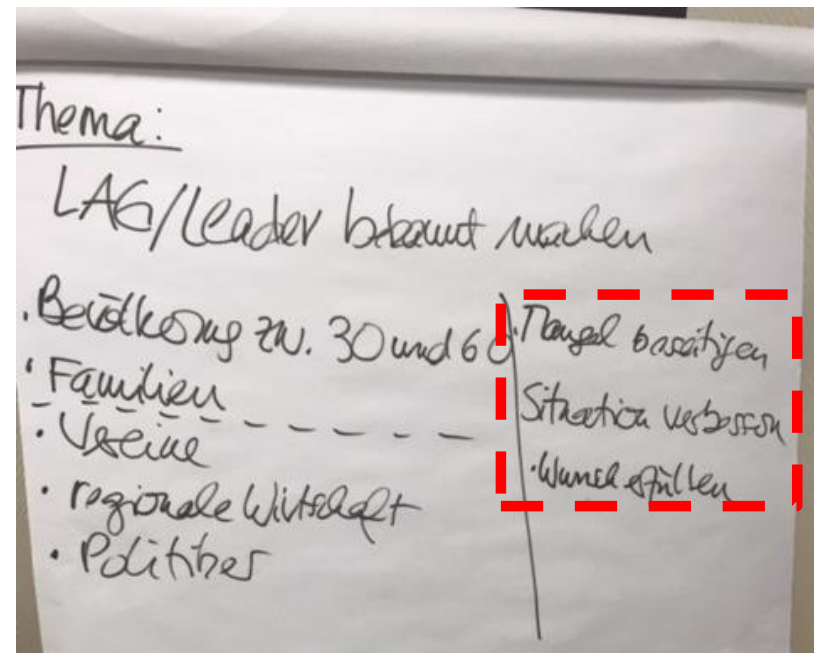 Thema:
LAG/Leader bekannt machen
• Bevölkerung zw. 30 und 60
• Familien
• Vereine
• regionale Wirtschaft
• Politiker
• Mangel beseitigen
Situation verbessern
• Wunsch erfüllen